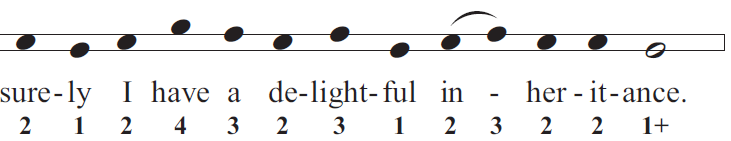 sure-ly I have a de-light-ful in - her-it-ance.
2 1 2 4 3 2 3 1 2 3 2 2 1+